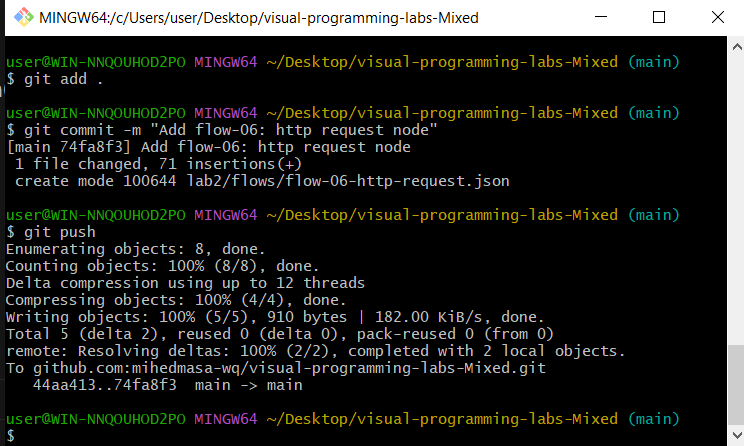 MINGW64:/c/Users/user/Desktop/visual-programming-labs-Mixed
user@WIN-NNQOUHOD2PO MINGW64 ~/Desktop/visual-programming-labs-Mixed (main)
$ git add .
user@WIN-NNQOUHOD2PO MINGW64 ~/Desktop/visual-programming-labs-Mixed (main)
$ git commit -m "Add flow-06: http request node"
[main 74fa8f3] Add flow-06: http request node
 1 file changed, 71 insertions(+)
 create mode 100644 lab2/flows/flow-06-http-request.json
user@WIN-NNQOUHOD2PO MINGW64 ~/Desktop/visual-programming-labs-Mixed (main)
$ git push
Enumerating objects: 8, done.
Counting objects: 100% (8/8), done.
Delta compression using up to 12 threads
Compressing objects: 100% (4/4), done.
Writing objects: 100% (5/5), 910 bytes | 182.00 KiB/s, done.
Total 5 (delta 2), reused 0 (delta 0), pack-reused 0 (from 0)
remote: Resolving deltas: 100% (2/2), completed with 2 local objects.
To github.com:mihedmasa-wq/visual-programming-labs-Mixed.git
   44aa413..74fa8f3  main -> main
user@WIN-NNQOUHOD2PO MINGW64 ~/Desktop/visual-programming-labs-Mixed (main)
$